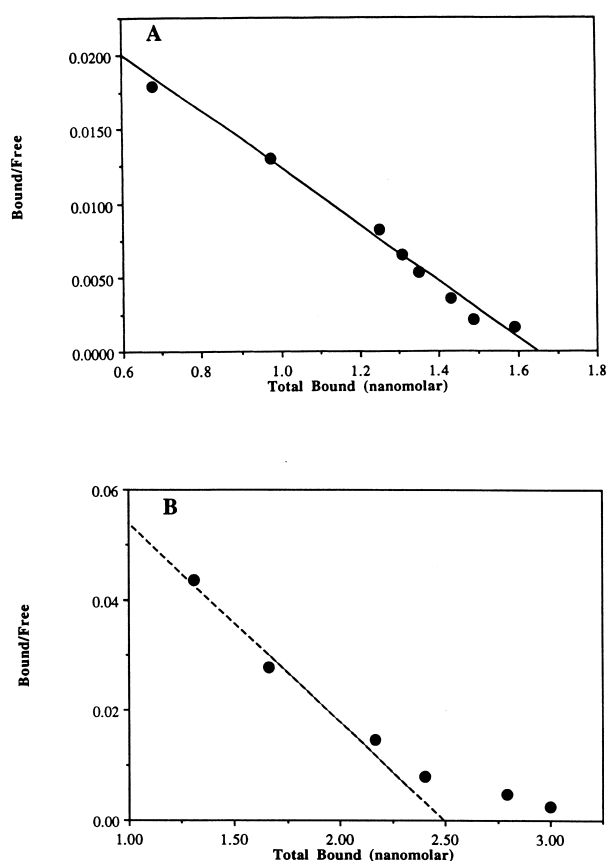 A
0.0200
0.0150
0.0100
0.0050
0.0000
Bound/Free
0.6 0.8 1.0 1.2 1.4 1.6 1.8
Total Bound (nanomolar)
B
0.06
0.04
0.02
0.00
Bound/Free
1.00 1.50 2.00 2.50 3.00
Total Bound (nanomolar)